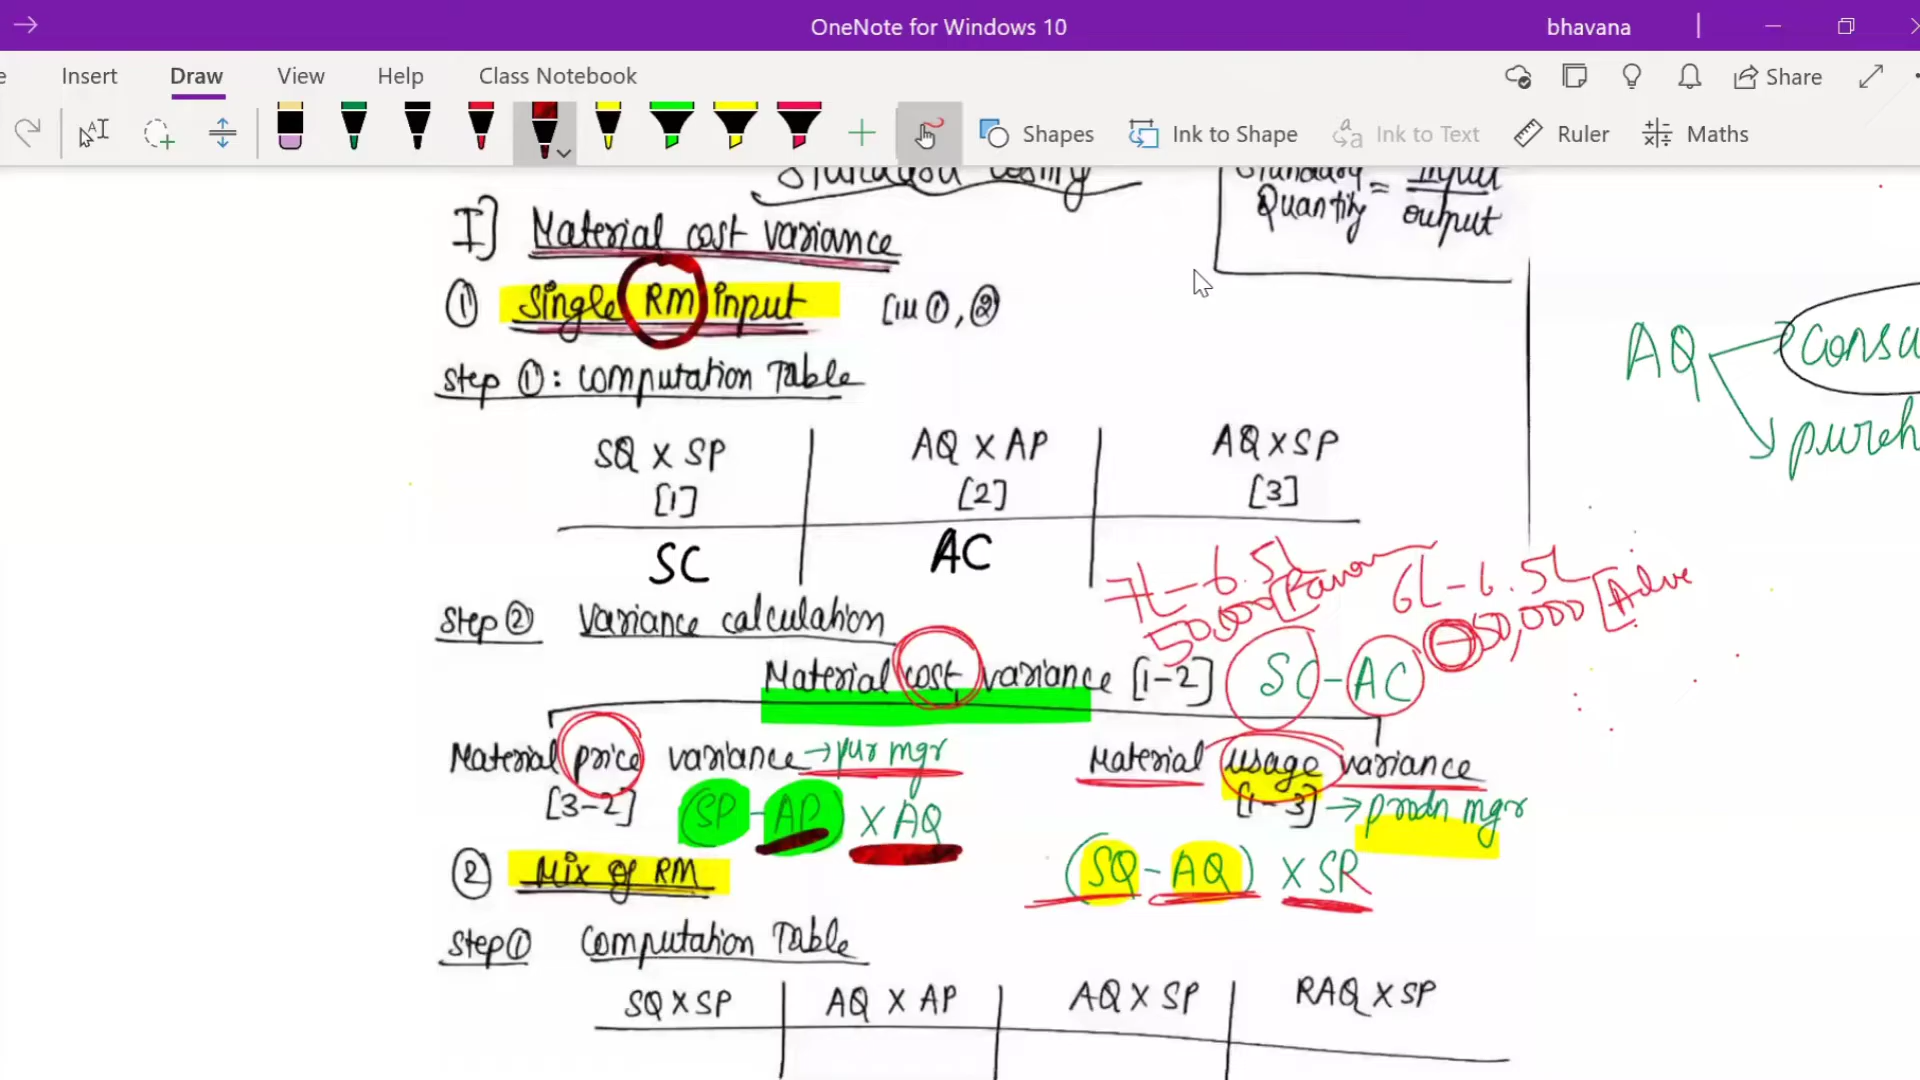 OneNote for Windows 10
bhavana
Insert Draw View Help Class Notebook Share
Shapes Ink to Shape Ink to Text Ruler Maths
Quantity = output
I] Material cost variance
① Single RM input
Step ①: Computation Table
AQ
SQ X SP AQ X AP AQ X SP
[1] [2] [3]
SC AC
7L-6.5L 6L-6.5L
50,000 -50,000
Step ② Variance calculation
Material cost variance [1-2] SC-AC
Material price variance → pur mgr Material usage variance
[3-2] (SP-AP) X AQ [1-3] → prodn mgr
② Mix of RM (SQ-AQ) X SR
Step ① Computation Table
SQ X SP AQ X AP AQ X SP RAQ X SP